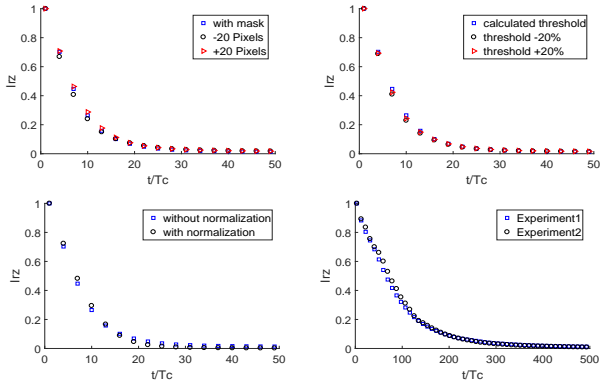 1
0.8
0.6
0.4
0.2
0
Irz
0 10 20 30 40 50
t/Tc
with mask
-20 Pixels
+20 Pixels
1
0.8
0.6
0.4
0.2
0
Irz
0 10 20 30 40 50
t/Tc
calculated threshold
threshold -20%
threshold +20%
1
0.8
0.6
0.4
0.2
0
Irz
0 10 20 30 40 50
t/Tc
without normalization
with normalization
1
0.8
0.6
0.4
0.2
0
Irz
0 100 200 300 400 500
t/Tc
Experiment1
Experiment2